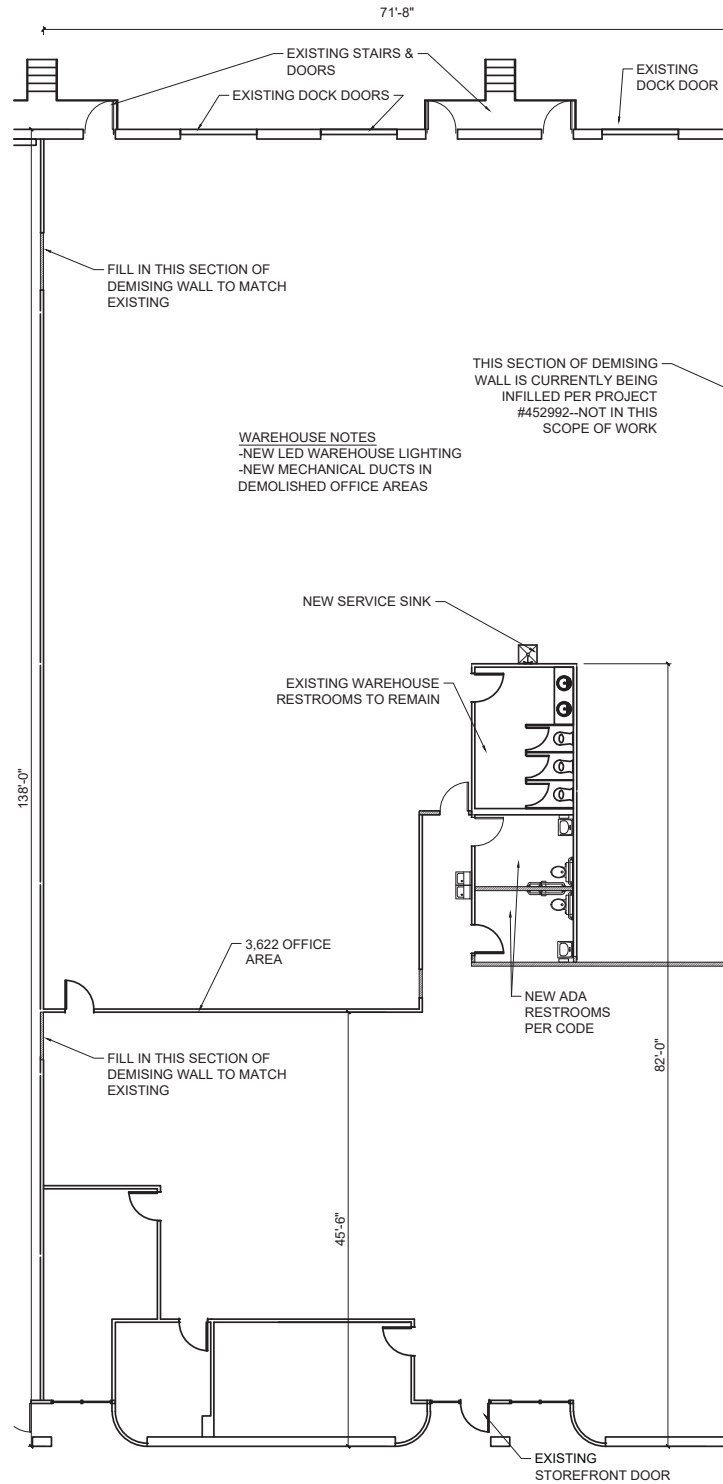 71'-8"
EXISTING STAIRS &
DOORS
EXISTING DOCK DOORS
EXISTING
DOCK DOOR
FILL IN THIS SECTION OF
DEMISING WALL TO MATCH
EXISTING
THIS SECTION OF DEMISING
WALL IS CURRENTLY BEING
INFILLED PER PROJECT
#452992--NOT IN THIS
SCOPE OF WORK
WAREHOUSE NOTES
-NEW LED WAREHOUSE LIGHTING
-NEW MECHANICAL DUCTS IN
DEMOLISHED OFFICE AREAS
NEW SERVICE SINK
EXISTING WAREHOUSE
RESTROOMS TO REMAIN
138'-0"
3,622 OFFICE
AREA
NEW ADA
RESTROOMS
PER CODE
FILL IN THIS SECTION OF
DEMISING WALL TO MATCH
EXISTING
82'-0"
45'-6"
EXISTING
STOREFRONT DOOR